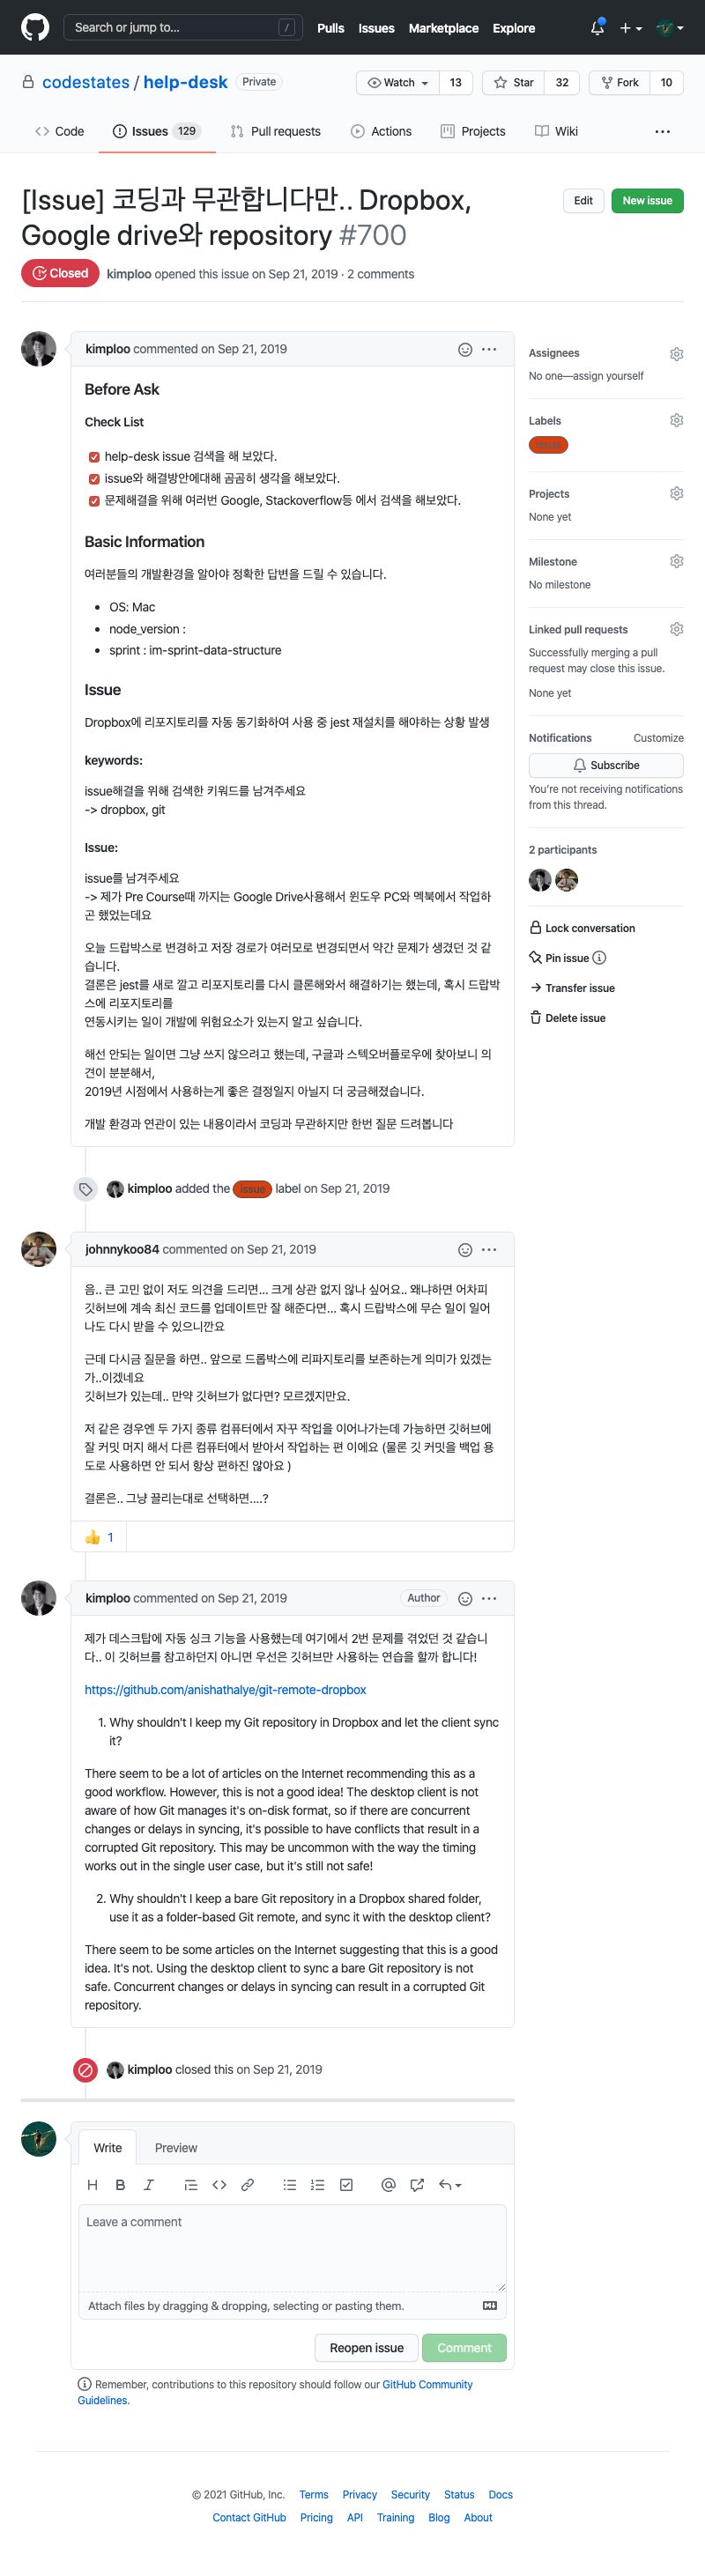 Search or jump to...
/
Pulls Issues Marketplace Explore
codestates / help-desk Private
Watch 13 Star 32 Fork 10
Code Issues 129 Pull requests Actions Projects Wiki
[Issue] 코딩과 무관합니다만.. Dropbox,
Google drive와 repository #700
Edit New issue
Closed kimploo opened this issue on Sep 21, 2019 · 2 comments
kimploo commented on Sep 21, 2019
Before Ask
Check List
help-desk issue 검색을 해 보았다.
issue와 해결방안에대해 곰곰히 생각을 해보았다.
문제해결을 위해 여러번 Google, Stackoverflow등 에서 검색을 해보았다.
Basic Information
여러분들의 개발환경을 알아야 정확한 답변을 드릴 수 있습니다.
• OS: Mac
• node_version :
• sprint : im-sprint-data-structure
Issue
Dropbox에 리포지토리를 자동 동기화하여 사용 중 jest 재설치를 해야하는 상황 발생
keywords:
issue해결을 위해 검색한 키워드를 남겨주세요
-> dropbox, git
Issue:
issue를 남겨주세요
-> 제가 Pre Course때 까지는 Google Drive사용해서 윈도우 PC와 멕북에서 작업하
곤 했었는데요
오늘 드랍박스로 변경하고 저장 경로가 여러모로 변경되면서 약간 문제가 생겼던 것 같
습니다.
결론은 jest를 새로 깔고 리포지토리를 다시 클론해와서 해결하기는 했는데, 혹시 드랍박
스에 리포지토리를
연동시키는 일이 개발에 위험요소가 있는지 알고 싶습니다.
해선 안되는 일이면 그냥 쓰지 않으려고 했는데, 구글과 스텍오버플로우에 찾아보니 의
견이 분분해서,
2019년 시점에서 사용하는게 좋은 결정일지 아닐지 더 궁금해졌습니다.
개발 환경과 연관이 있는 내용이라서 코딩과 무관하지만 한번 질문 드려봅니다
Assignees
No one—assign yourself
Labels
issue
Projects
None yet
Milestone
No milestone
Linked pull requests
Successfully merging a pull
request may close this issue.
None yet
Notifications Customize
Subscribe
You're not receiving notifications
from this thread.
2 participants
Lock conversation
Pin issue
Transfer issue
Delete issue
kimploo added the issue label on Sep 21, 2019
johnnykoo84 commented on Sep 21, 2019
음.. 큰 고민 없이 저도 의견을 드리면... 크게 상관 없지 않나 싶어요.. 왜냐하면 어차피
깃허브에 계속 최신 코드를 업데이트만 잘 해준다면... 혹시 드랍박스에 무슨 일이 일어
나도 다시 받을 수 있으니깐요
근데 다시금 질문을 하면.. 앞으로 드롭박스에 리파지토리를 보존하는게 의미가 있겠는
가..이겠네요
깃허브가 있는데.. 만약 깃허브가 없다면? 모르겠지만요.
저 같은 경우엔 두 가지 종류 컴퓨터에서 자꾸 작업을 이어나가는데 가능하면 깃허브에
잘 커밋 머지 해서 다른 컴퓨터에서 받아서 작업하는 편 이에요 (물론 깃 커밋을 백업 용
도로 사용하면 안 되서 항상 편하진 않아요 )
결론은.. 그냥 끌리는대로 선택하면....?
👍 1
kimploo commented on Sep 21, 2019 Author
제가 데스크탑에 자동 싱크 기능을 사용했는데 여기에서 2번 문제를 겪었던 것 같습니
다.. 이 깃허브를 참고하던지 아니면 우선은 깃허브만 사용하는 연습을 할까 합니다!
https://github.com/anishathalye/git-remote-dropbox
1. Why shouldn't I keep my Git repository in Dropbox and let the client sync
it?
There seem to be a lot of articles on the Internet recommending this as a
good workflow. However, this is not a good idea! The desktop client is not
aware of how Git manages it's on-disk format, so if there are concurrent
changes or delays in syncing, it's possible to have conflicts that result in a
corrupted Git repository. This may be uncommon with the way the timing
works out in the single user case, but it's still not safe!
2. Why shouldn't I keep a bare Git repository in a Dropbox shared folder,
use it as a folder-based Git remote, and sync it with the desktop client?
There seem to be some articles on the Internet suggesting that this is a good
idea. It's not. Using the desktop client to sync a bare Git repository is not
safe. Concurrent changes or delays in syncing can result in a corrupted Git
repository.
kimploo closed this on Sep 21, 2019
Write Preview
Leave a comment
Attach files by dragging & dropping, selecting or pasting them.
Reopen issue Comment
Remember, contributions to this repository should follow our GitHub Community
Guidelines.
© 2021 GitHub, Inc. Terms Privacy Security Status Docs
Contact GitHub Pricing API Training Blog About